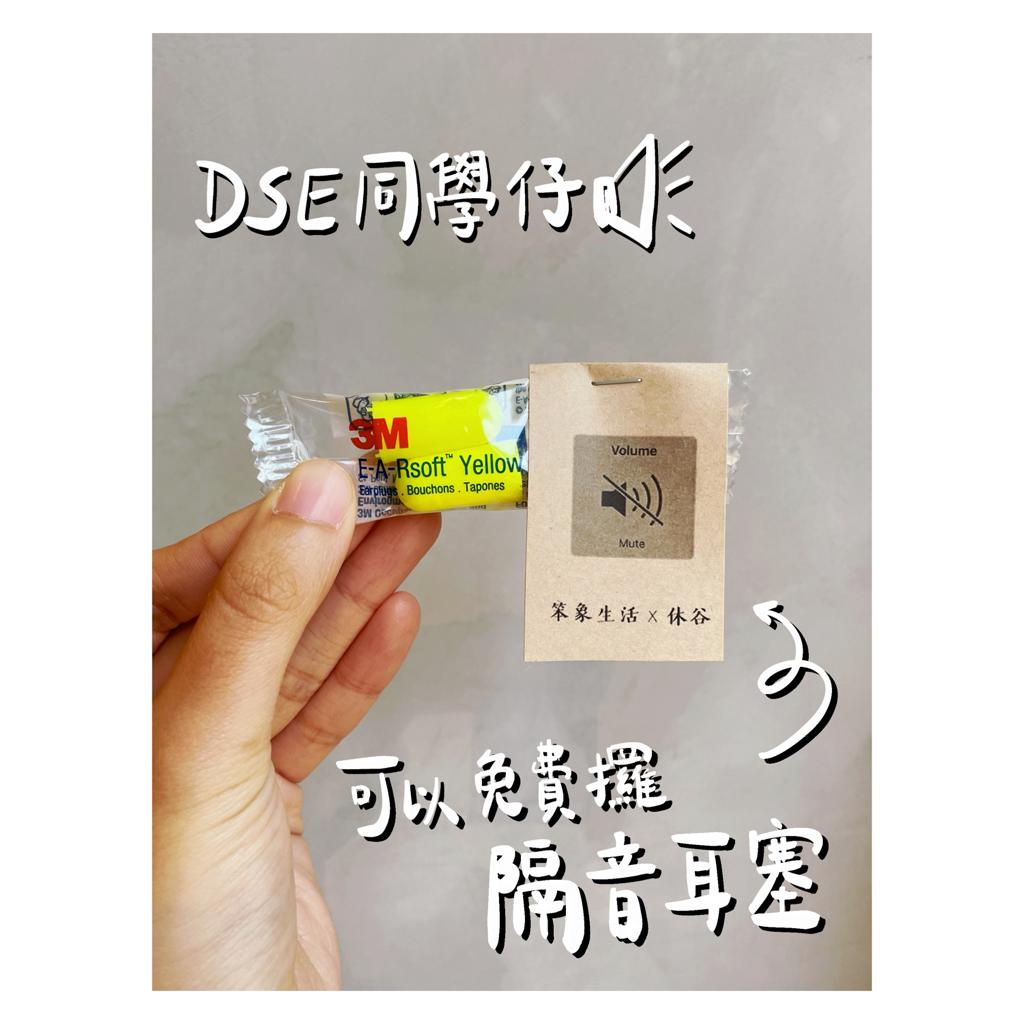 DSE同學仔
3M
E-A-Rsoft™ Yellow
Earplugs . Bouchons . Tapones
Volume
Mute
笨象生活 x 休谷
可以免費攞
隔音耳塞